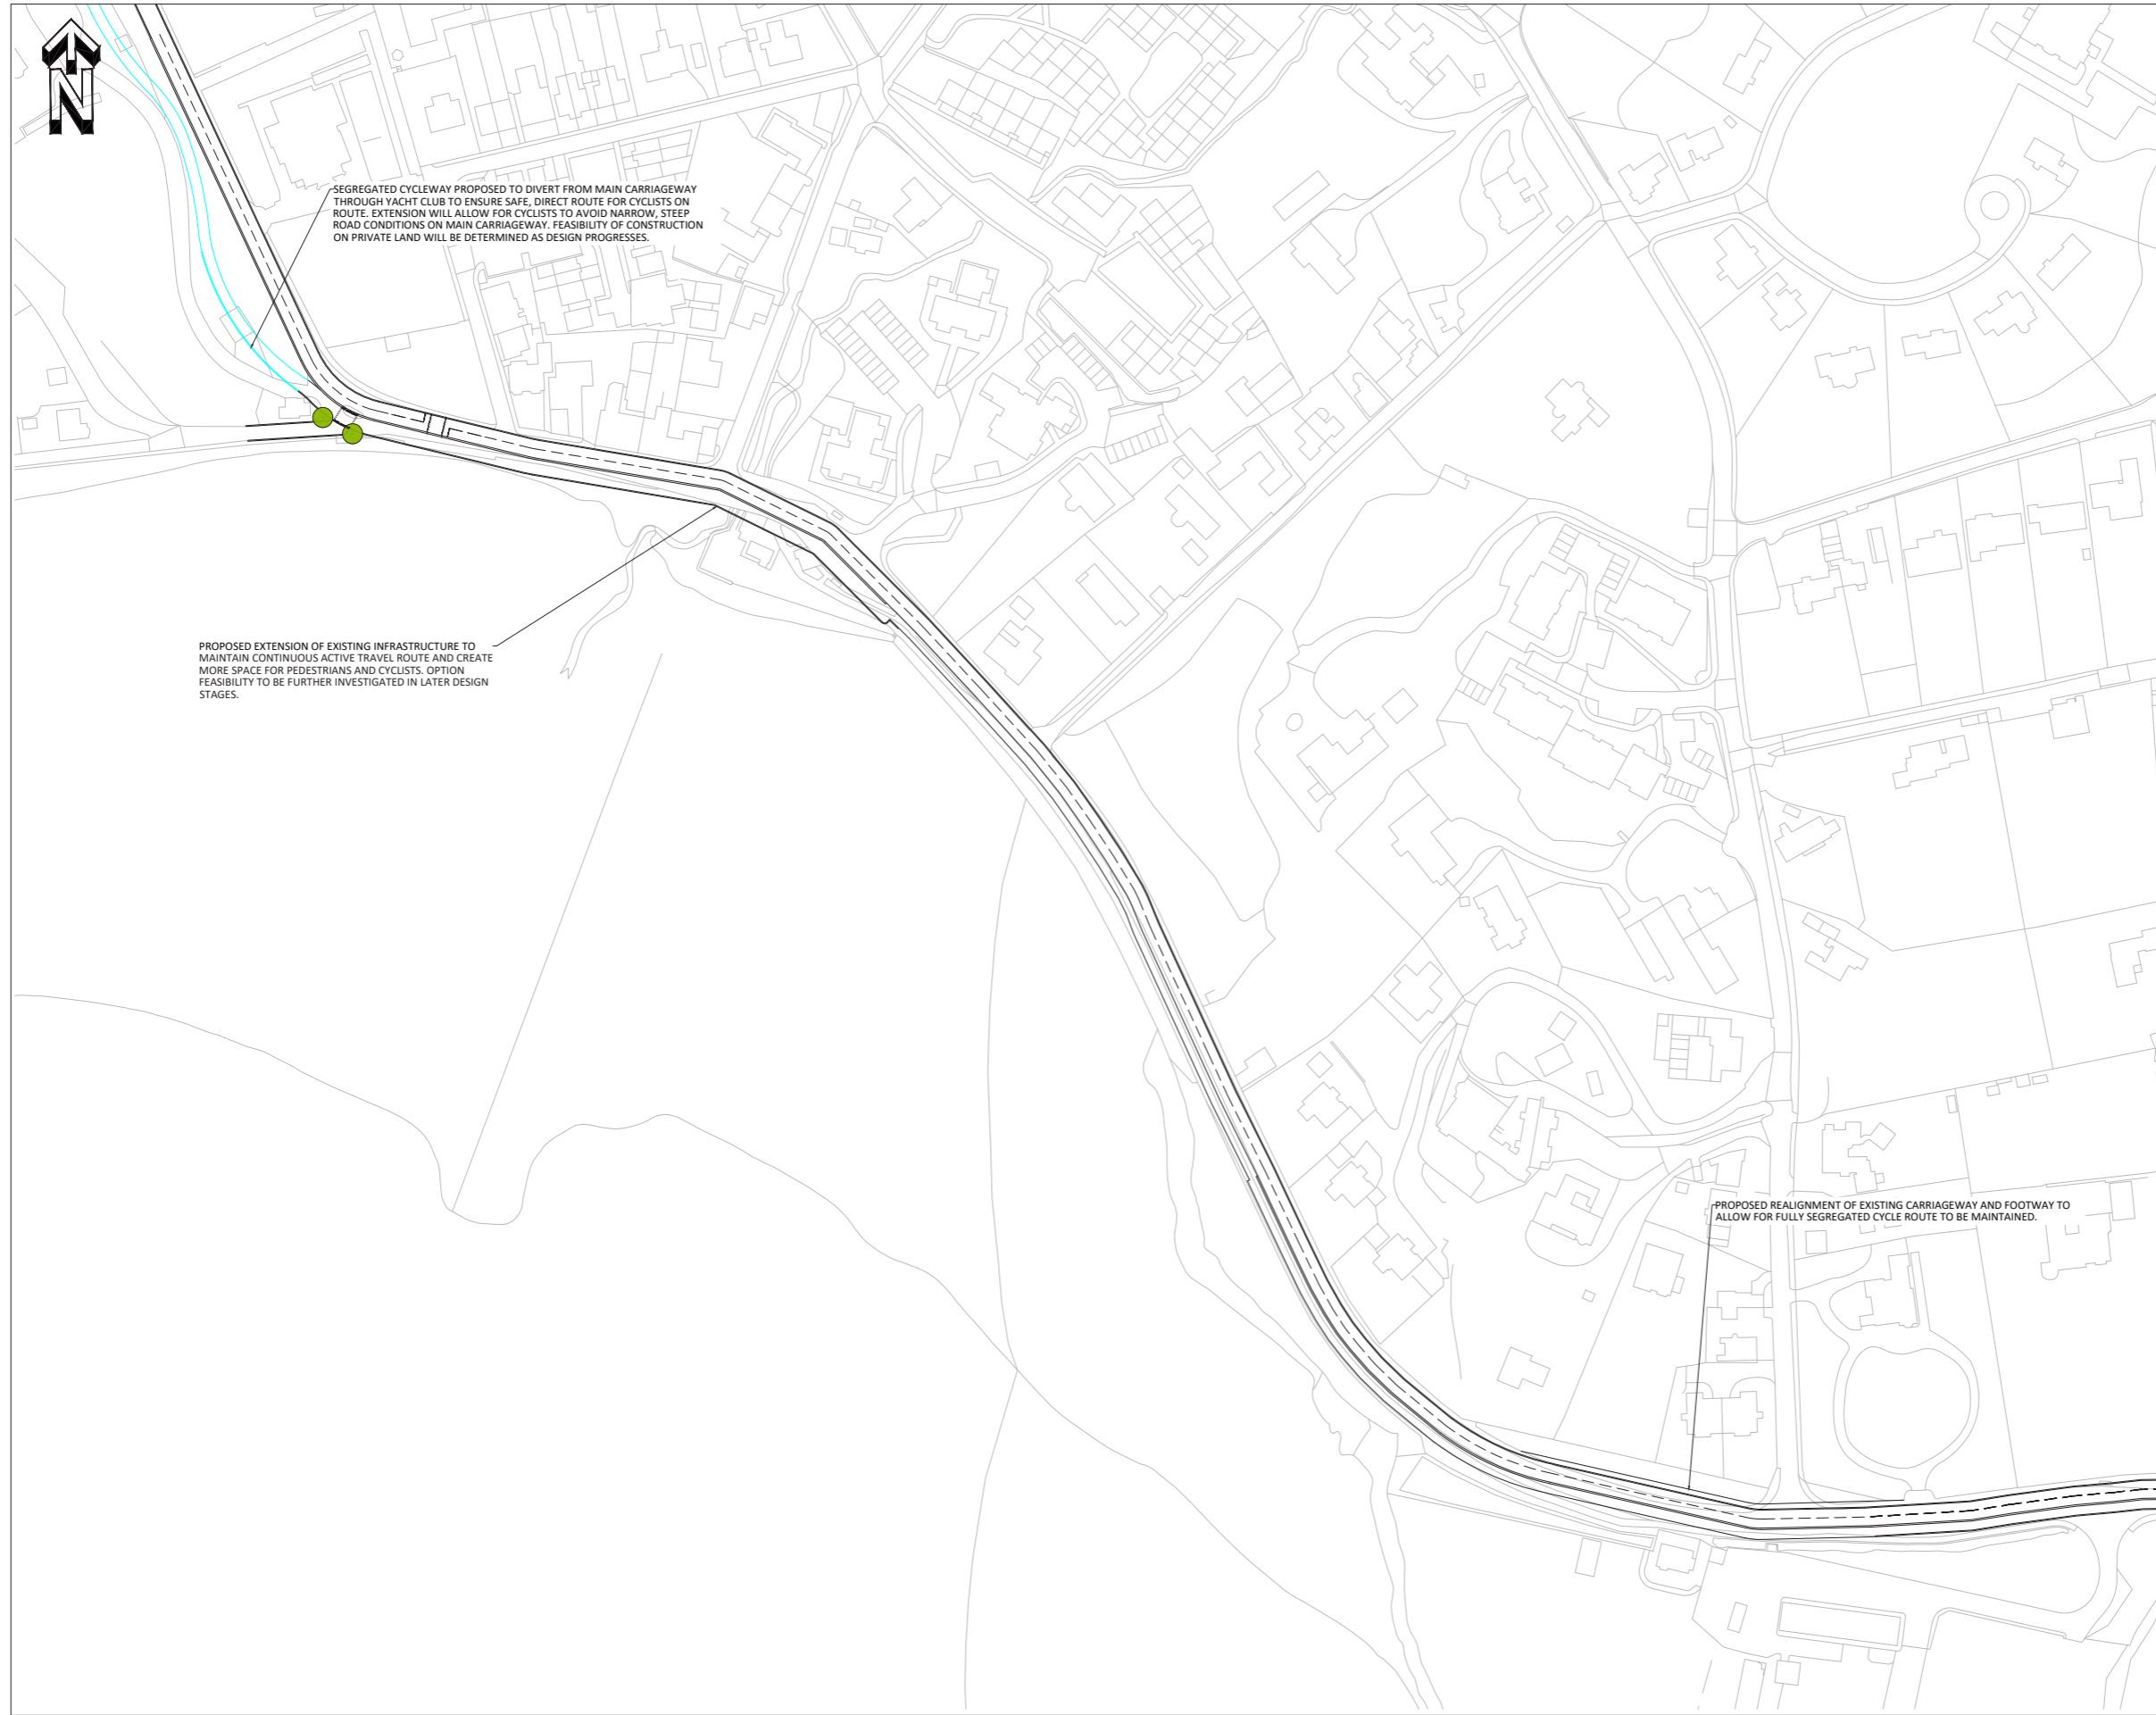 N
SEGREGATED CYCLEWAY PROPOSED TO DIVERT FROM MAIN CARRIAGEWAY
THROUGH YACHT CLUB TO ENSURE SAFE, DIRECT ROUTE FOR CYCLISTS ON
ROUTE. EXTENSION WILL ALLOW FOR CYCLISTS TO AVOID NARROW, STEEP
ROAD CONDITIONS ON MAIN CARRIAGEWAY. FEASIBILITY OF CONSTRUCTION
ON PRIVATE LAND WILL BE DETERMINED AS DESIGN PROGRESSES.
PROPOSED EXTENSION OF EXISTING INFRASTRUCTURE TO
MAINTAIN CONTINUOUS ACTIVE TRAVEL ROUTE AND CREATE
MORE SPACE FOR PEDESTRIANS AND CYCLISTS. OPTION
FEASIBILITY TO BE FURTHER INVESTIGATED IN LATER DESIGN
STAGES.
PROPOSED REALIGNMENT OF EXISTING CARRIAGEWAY AND FOOTWAY TO
ALLOW FOR FULLY SEGREGATED CYCLE ROUTE TO BE MAINTAINED.